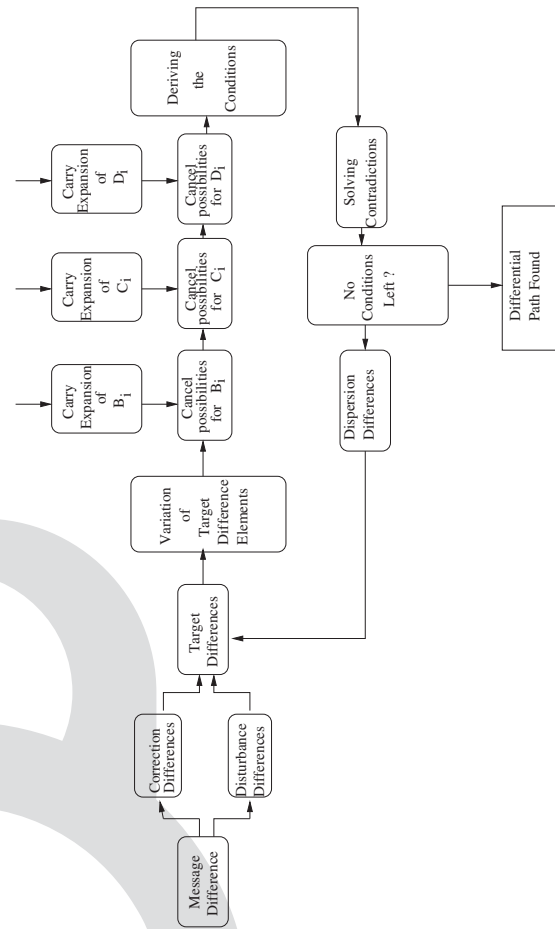 Message
Difference
Correction
Differences
Disturbance
Differences
Target
Differences
Variation
of
Target
Difference
Elements
Carry
Expansion
of
B i
Cancel
possibilities
for B i
Carry
Expansion
of
C i
Cancel
possibilities
for C i
Carry
Expansion
of
D i
Cancel
possibilities
for D i
Deriving
the
Conditions
Solving
Contradictions
No
Conditions
Left ?
Dispersion
Differences
Differential
Path Found